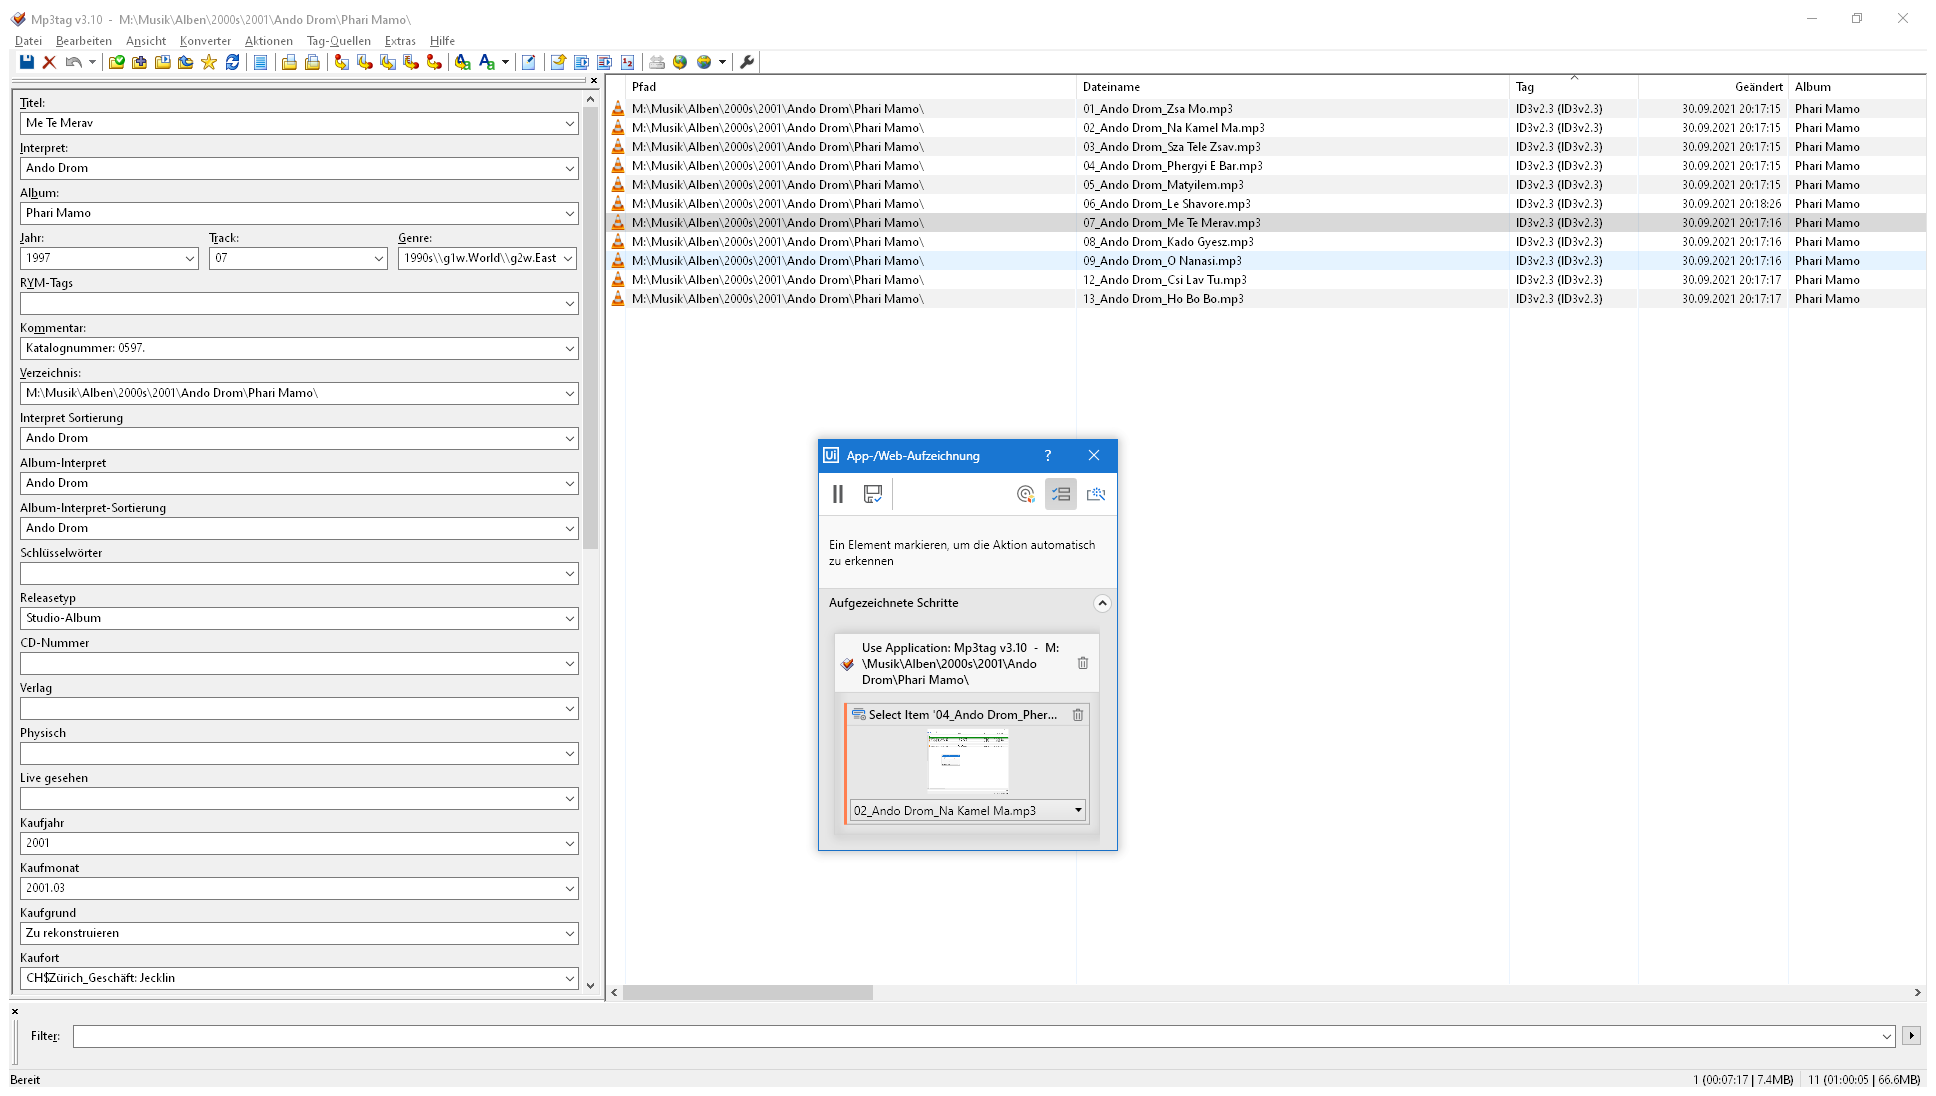 Mp3tag v3.10 - M:\Musik\Alben\2000s\2001\Ando Drom\Phari Mamo\
Datei Bearbeiten Ansicht Konverter Aktionen Tag-Quellen Extras Hilfe
Titel:
Me Te Merav
Interpret:
Ando Drom
Album:
Phari Mamo
Jahr: Track: Genre:
1997 07 1990s\\g1w.World\\g2w.East
RYM-Tags
Kommentar:
Katalognummer: 0597.
Verzeichnis:
M:\Musik\Alben\2000s\2001\Ando Drom\Phari Mamo\
Interpret Sortierung
Ando Drom
Album-Interpret
Ando Drom
Album-Interpret-Sortierung
Ando Drom
Schlüsselwörter
Releasetyp
Studio-Album
CD-Nummer
Verlag
Physisch
Live gesehen
Kaufjahr
2001
Kaufmonat
2001.03
Kaufgrund
Zu rekonstruieren
Kaufort
CH$Zürich_Geschäft: Jecklin
Pfad Dateiname Tag Geändert Album
M:\Musik\Alben\2000s\2001\Ando Drom\Phari Mamo\ 01_Ando Drom_Zsa Mo.mp3 ID3v2.3 (ID3v2.3) 30.09.2021 20:17:15 Phari Mamo
M:\Musik\Alben\2000s\2001\Ando Drom\Phari Mamo\ 02_Ando Drom_Na Kamel Ma.mp3 ID3v2.3 (ID3v2.3) 30.09.2021 20:17:15 Phari Mamo
M:\Musik\Alben\2000s\2001\Ando Drom\Phari Mamo\ 03_Ando Drom_Sza Tele Zsav.mp3 ID3v2.3 (ID3v2.3) 30.09.2021 20:17:15 Phari Mamo
M:\Musik\Alben\2000s\2001\Ando Drom\Phari Mamo\ 04_Ando Drom_Phergyi E Bar.mp3 ID3v2.3 (ID3v2.3) 30.09.2021 20:17:15 Phari Mamo
M:\Musik\Alben\2000s\2001\Ando Drom\Phari Mamo\ 05_Ando Drom_Matyilem.mp3 ID3v2.3 (ID3v2.3) 30.09.2021 20:17:15 Phari Mamo
M:\Musik\Alben\2000s\2001\Ando Drom\Phari Mamo\ 06_Ando Drom_Le Shavore.mp3 ID3v2.3 (ID3v2.3) 30.09.2021 20:18:26 Phari Mamo
M:\Musik\Alben\2000s\2001\Ando Drom\Phari Mamo\ 07_Ando Drom_Me Te Merav.mp3 ID3v2.3 (ID3v2.3) 30.09.2021 20:17:16 Phari Mamo
M:\Musik\Alben\2000s\2001\Ando Drom\Phari Mamo\ 08_Ando Drom_Kado Gyesz.mp3 ID3v2.3 (ID3v2.3) 30.09.2021 20:17:16 Phari Mamo
M:\Musik\Alben\2000s\2001\Ando Drom\Phari Mamo\ 09_Ando Drom_O Nanasi.mp3 ID3v2.3 (ID3v2.3) 30.09.2021 20:17:16 Phari Mamo
M:\Musik\Alben\2000s\2001\Ando Drom\Phari Mamo\ 12_Ando Drom_Csi Lav Tu.mp3 ID3v2.3 (ID3v2.3) 30.09.2021 20:17:17 Phari Mamo
M:\Musik\Alben\2000s\2001\Ando Drom\Phari Mamo\ 13_Ando Drom_Ho Bo Bo.mp3 ID3v2.3 (ID3v2.3) 30.09.2021 20:17:17 Phari Mamo
Ui App-/Web-Aufzeichnung ?
Ein Element markieren, um die Aktion automatisch
zu erkennen
Aufgezeichnete Schritte
Use Application: Mp3tag v3.10 - M:
\Musik\Alben\2000s\2001\Ando
Drom\Phari Mamo\
Select Item '04_Ando Drom_Pher...
02_Ando Drom_Na Kamel Ma.mp3
Filter:
Bereit 1 (00:07:17 | 7.4MB) 11 (01:00:05 | 66.6MB)